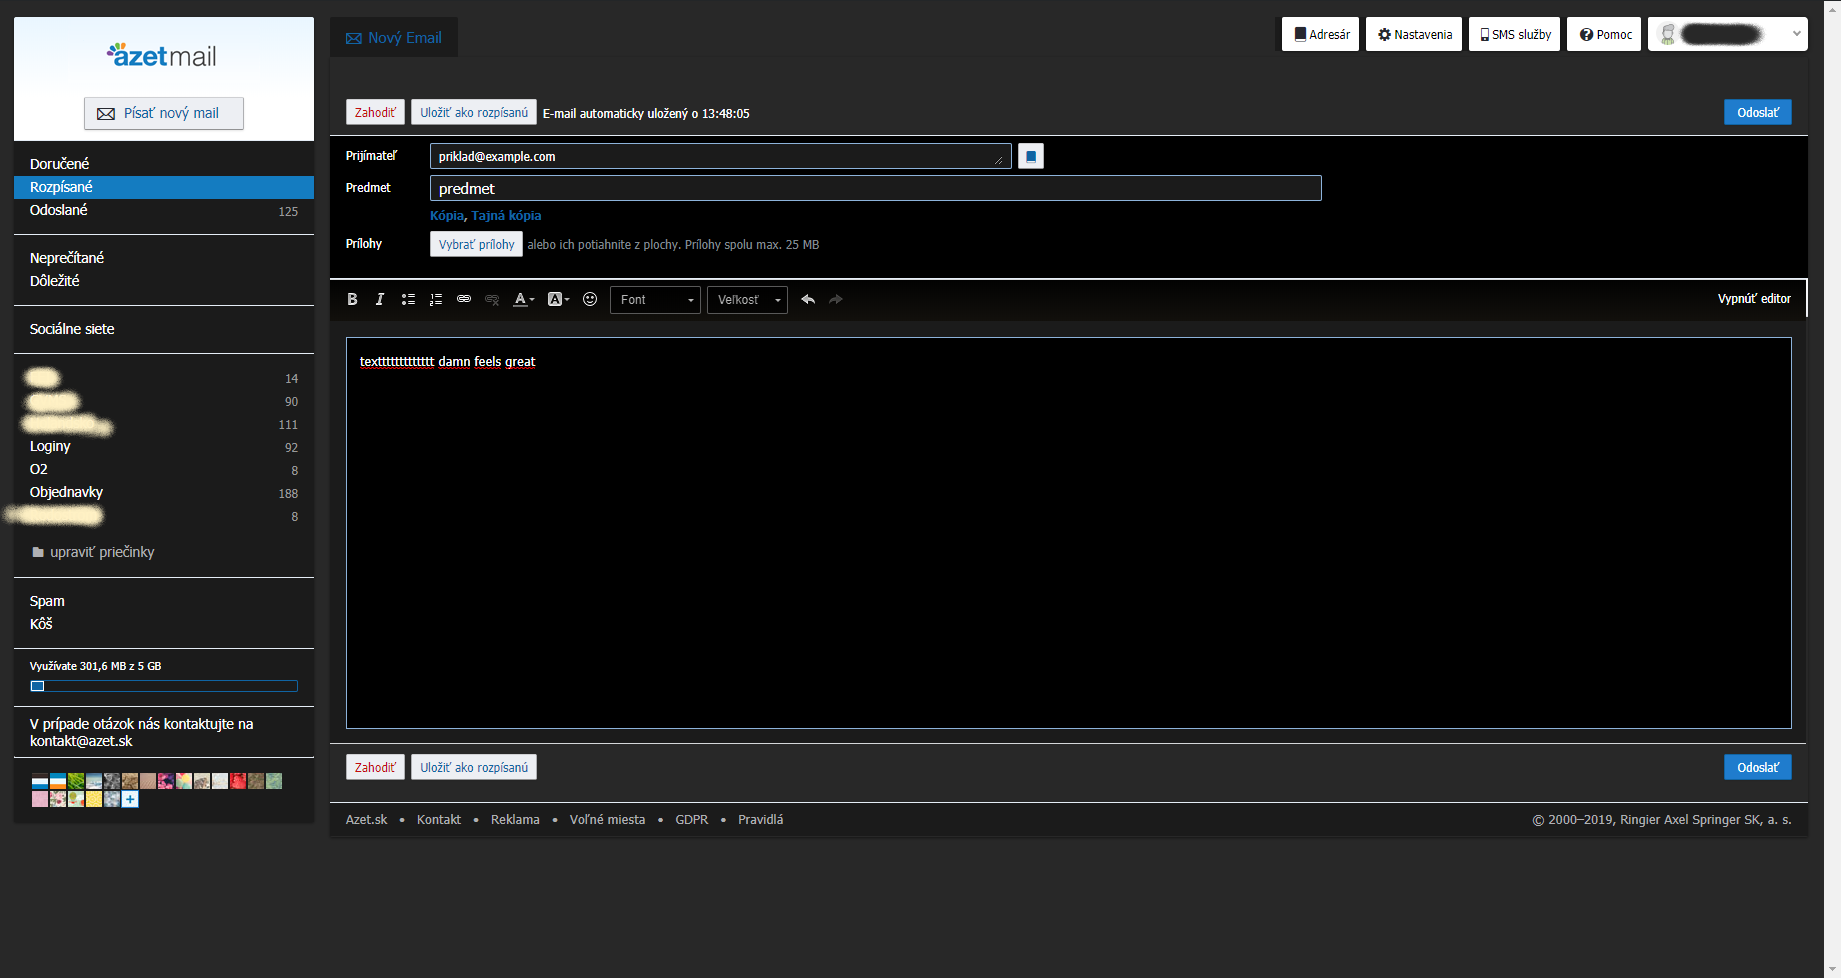 azetmail
Písať nový mail
Doručené
Rozpísané
Odoslané 125
Neprečítané
Dôležité
Sociálne siete
14
90
111
Loginy 92
O2 8
Objednavky 188
8
upraviť priečinky
Spam
Kôš
Využívate 301,6 MB z 5 GB
V prípade otázok nás kontaktujte na
kontakt@azet.sk
Nový Email
Adresár Nastavenia SMS služby Pomoc
Zahodiť Uložiť ako rozpísanú E-mail automaticky uložený o 13:48:05 Odoslať
Prijímateľ priklad@example.com
Predmet predmet
Kópia, Tajná kópia
Prílohy Vybrať prílohy alebo ich potiahnite z plochy. Prílohy spolu max. 25 MB
B I A A Font Veľkosť Vypnúť editor
texttttttttttttt damn feels great
Zahodiť Uložiť ako rozpísanú Odoslať
Azet.sk • Kontakt • Reklama • Voľné miesta • GDPR • Pravidlá © 2000–2019, Ringier Axel Springer SK, a. s.